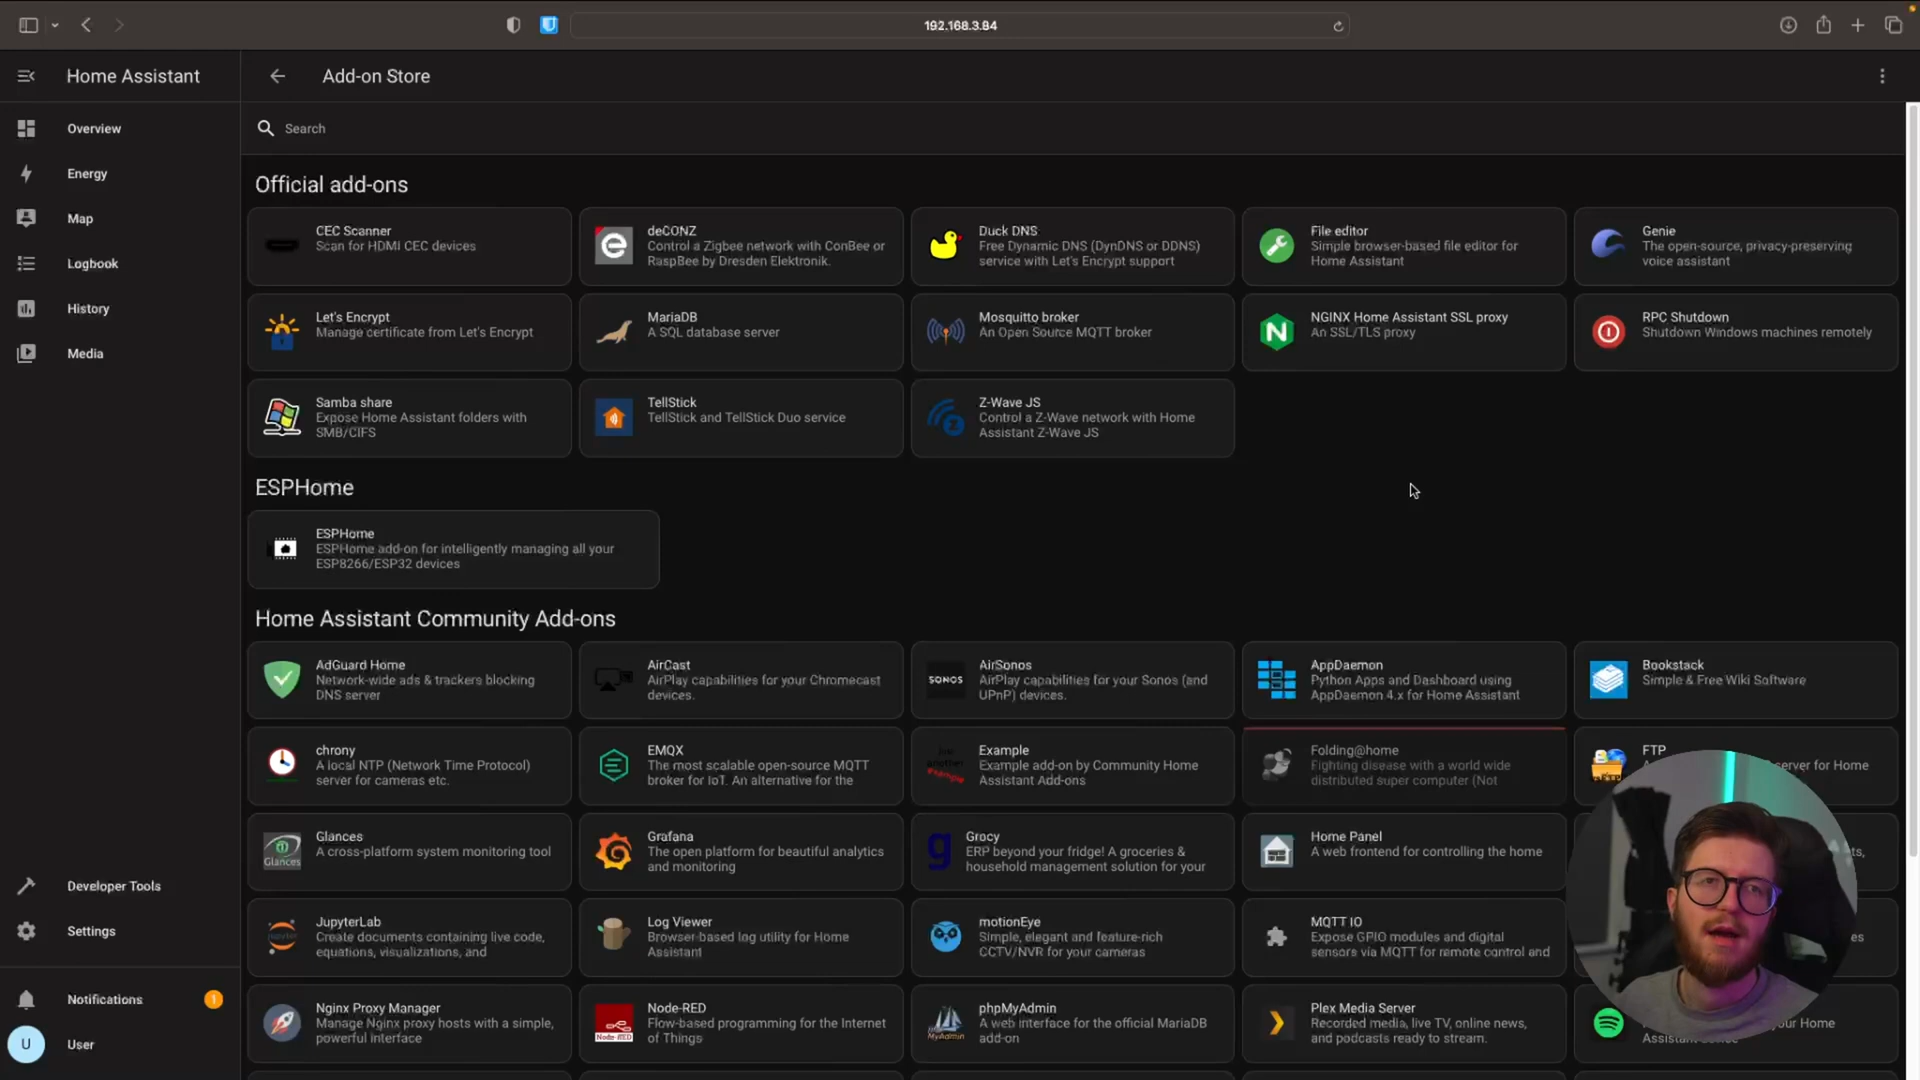 192.168.3.84
Home Assistant
Add-on Store
Overview
Energy
Map
Logbook
History
Media
Developer Tools
Settings
Notifications
1
U
User
Search
Official add-ons
CEC Scanner
Scan for HDMI CEC devices
deCONZ
Control a Zigbee network with ConBee or
RaspBee by Dresden Elektronik.
Duck DNS
Free Dynamic DNS (DynDNS or DDNS)
service with Let's Encrypt support
File editor
Simple browser-based file editor for
Home Assistant
Genie
The open-source, privacy-preserving
voice assistant
Let's Encrypt
Manage certificate from Let's Encrypt
MariaDB
A SQL database server
Mosquitto broker
An Open Source MQTT broker
NGINX Home Assistant SSL proxy
An SSL/TLS proxy
RPC Shutdown
Shutdown Windows machines remotely
Samba share
Expose Home Assistant folders with
SMB/CIFS
TellStick
TellStick and TellStick Duo service
Z-Wave JS
Control a Z-Wave network with Home
Assistant Z-Wave JS
ESPHome
ESPHome
ESPHome add-on for intelligently managing all your
ESP8266/ESP32 devices
Home Assistant Community Add-ons
AdGuard Home
Network-wide ads & trackers blocking
DNS server
AirCast
AirPlay capabilities for your Chromecast
devices.
SONOS
AirSonos
AirPlay capabilities for your Sonos (and
UPnP) devices.
AppDaemon
Python Apps and Dashboard using
AppDaemon 4.x for Home Assistant
Bookstack
Simple & Free Wiki Software
chrony
A local NTP (Network Time Protocol)
server for cameras etc.
EMQX
The most scalable open-source MQTT
broker for IoT. An alternative for the
Example
Example add-on by Community Home
Assistant Add-ons
Folding@home
Fighting disease with a world wide
distributed super computer (Not
FTP
server for Home
Glances
Glances
A cross-platform system monitoring tool
Grafana
The open platform for beautiful analytics
and monitoring
Grocy
ERP beyond your fridge! A groceries &
household management solution for your
Home Panel
A web frontend for controlling the home
JupyterLab
Create documents containing live code,
equations, visualizations, and
Log Viewer
Browser-based log utility for Home
Assistant
motionEye
Simple, elegant and feature-rich
CCTV/NVR for your cameras
MQTT IO
Expose GPIO modules and digital
sensors via MQTT for remote control and
Nginx Proxy Manager
Manage Nginx proxy hosts with a simple,
powerful interface
Node-RED
Node-RED
Flow-based programming for the Internet
of Things
MyAdmin
phpMyAdmin
A web interface for the official MariaDB
add-on
Plex Media Server
Recorded media, live TV, online news,
and podcasts ready to stream.
your Home